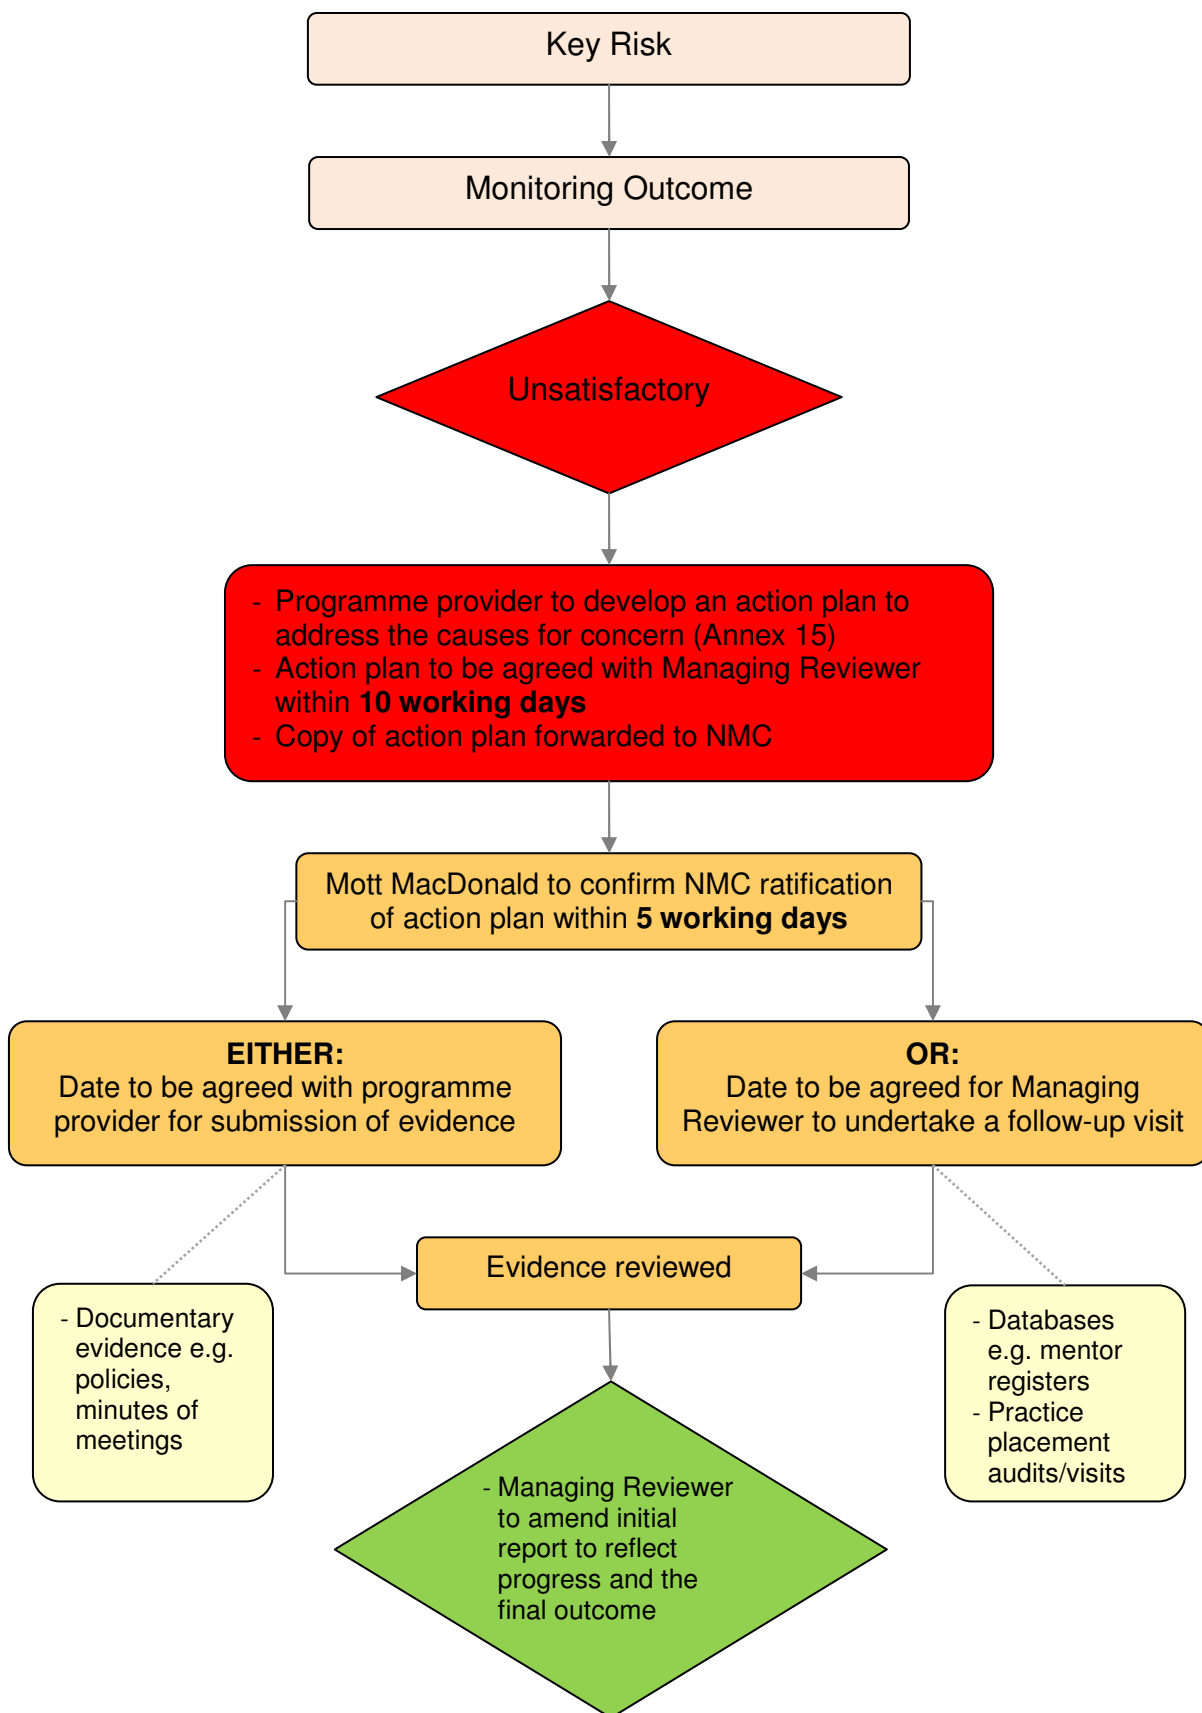 Key Risk
Monitoring Outcome
Unsatisfactory
- Programme provider to develop an action plan to
address the causes for concern (Annex 15)
- Action plan to be agreed with Managing Reviewer
within 10 working days
- Copy of action plan forwarded to NMC
Mott MacDonald to confirm NMC ratification
of action plan within 5 working days
EITHER:
Date to be agreed with programme
provider for submission of evidence
OR:
Date to be agreed for Managing
Reviewer to undertake a follow-up visit
Evidence reviewed
- Documentary
evidence e.g.
policies,
minutes of
meetings
- Databases
e.g. mentor
registers
- Practice
placement
audits/visits
- Managing Reviewer
to amend initial
report to reflect
progress and the
final outcome